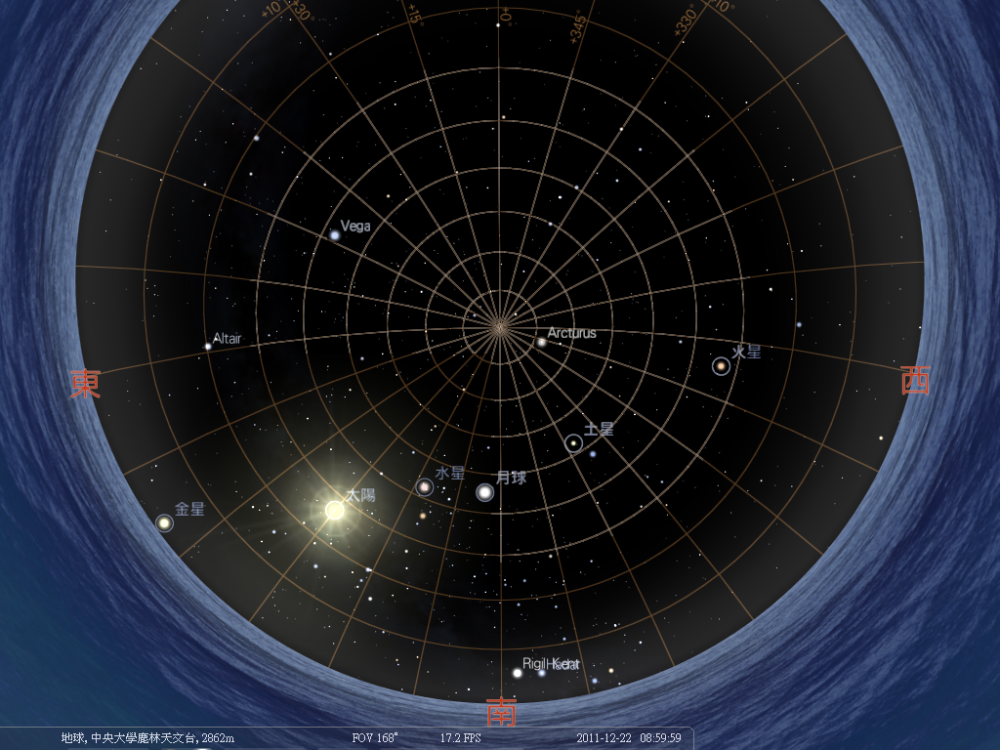 +10° +30° +15° +0° +345° +330° +10°
Vega
Arcturus
Altair
火星
土星
水星
月球
太陽
金星
東
西
Rigil Kent
Hadar
南
地球, 中央大學鹿林天文台, 2862m FOV 168° 17.2 FPS 2011-12-22 08:59:59